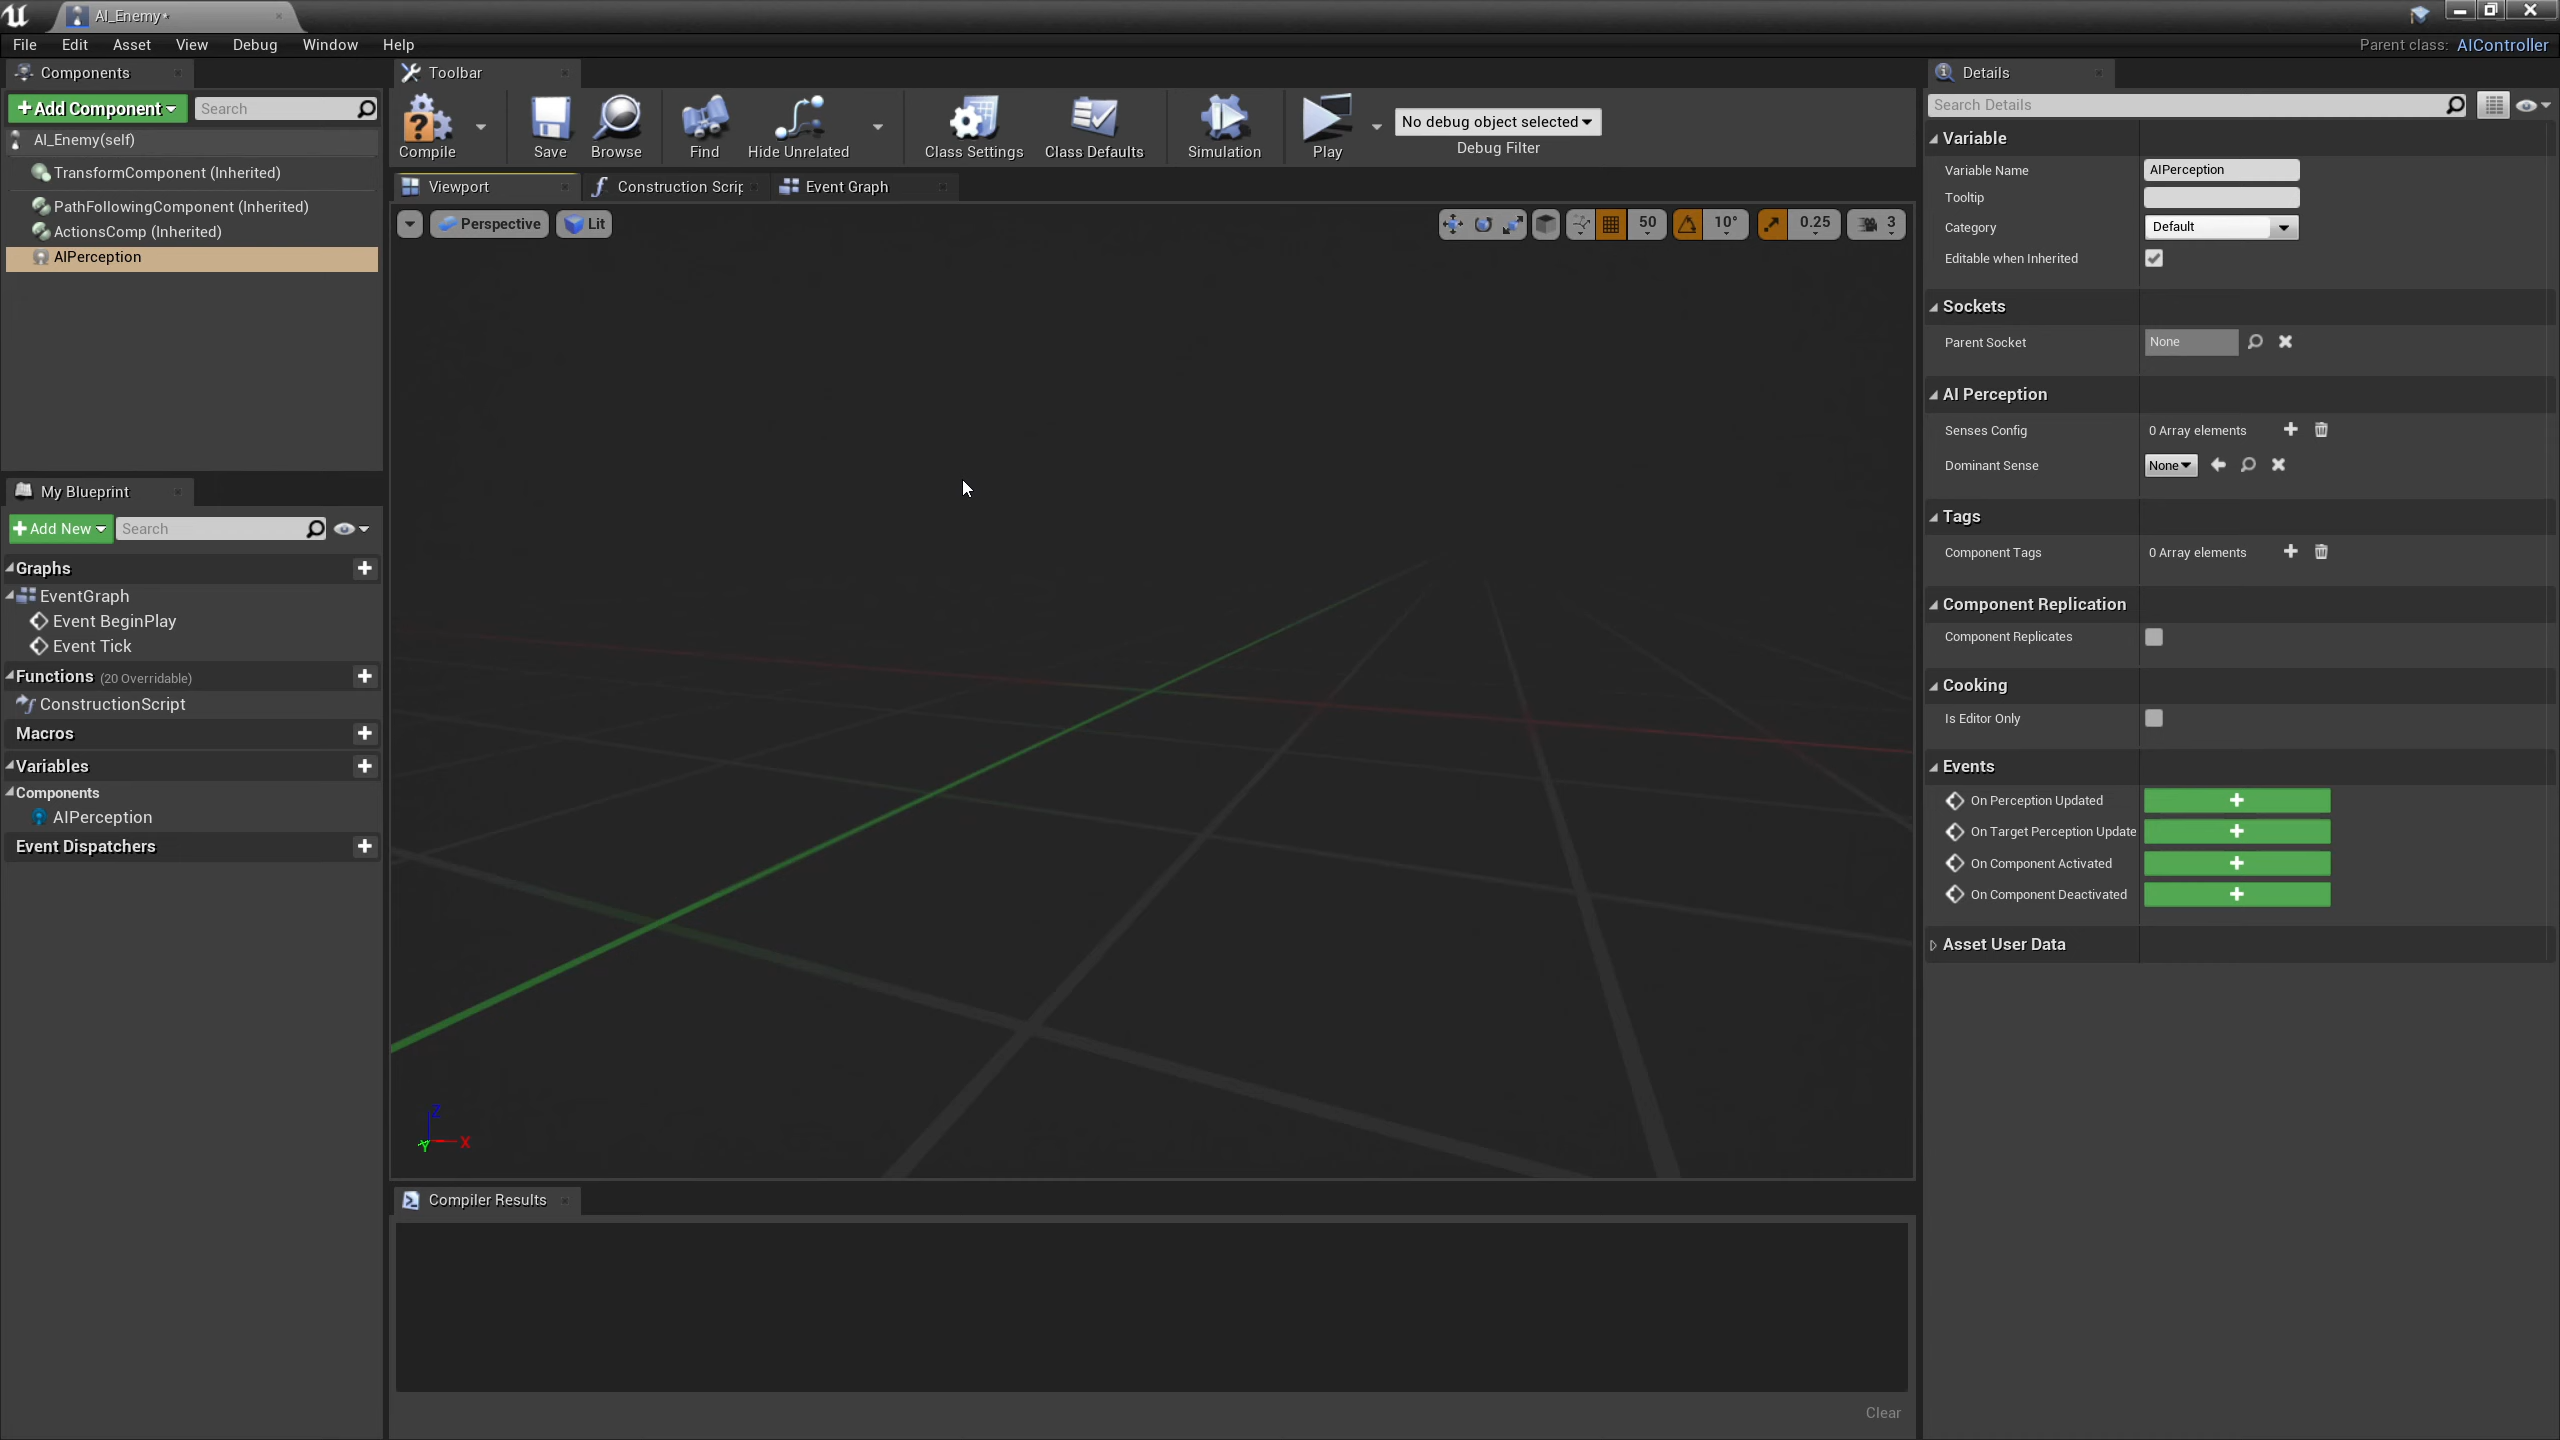 AI_Enemy*
File Edit Asset View Debug Window Help
Parent class: AIController
Components
+Add Component
Search
AI_Enemy(self)
TransformComponent (Inherited)
PathFollowingComponent (Inherited)
ActionsComp (Inherited)
AIPerception
My Blueprint
+Add New
Search
Graphs
EventGraph
Event BeginPlay
Event Tick
Functions (20 Overridable)
ConstructionScript
Macros
Variables
Components
AIPerception
Event Dispatchers
Toolbar
Compile Save Browse Find Hide Unrelated Class Settings Class Defaults Simulation Play
No debug object selected
Debug Filter
Viewport Construction Scrip Event Graph
Perspective Lit
50 10° 0.25 3
Z
X
Y
Compiler Results
Clear
Details
Search Details
Variable
Variable Name AIPerception
Tooltip
Category Default
Editable when Inherited
Sockets
Parent Socket None
AI Perception
Senses Config 0 Array elements
Dominant Sense None
Tags
Component Tags 0 Array elements
Component Replication
Component Replicates
Cooking
Is Editor Only
Events
On Perception Updated
On Target Perception Update
On Component Activated
On Component Deactivated
Asset User Data